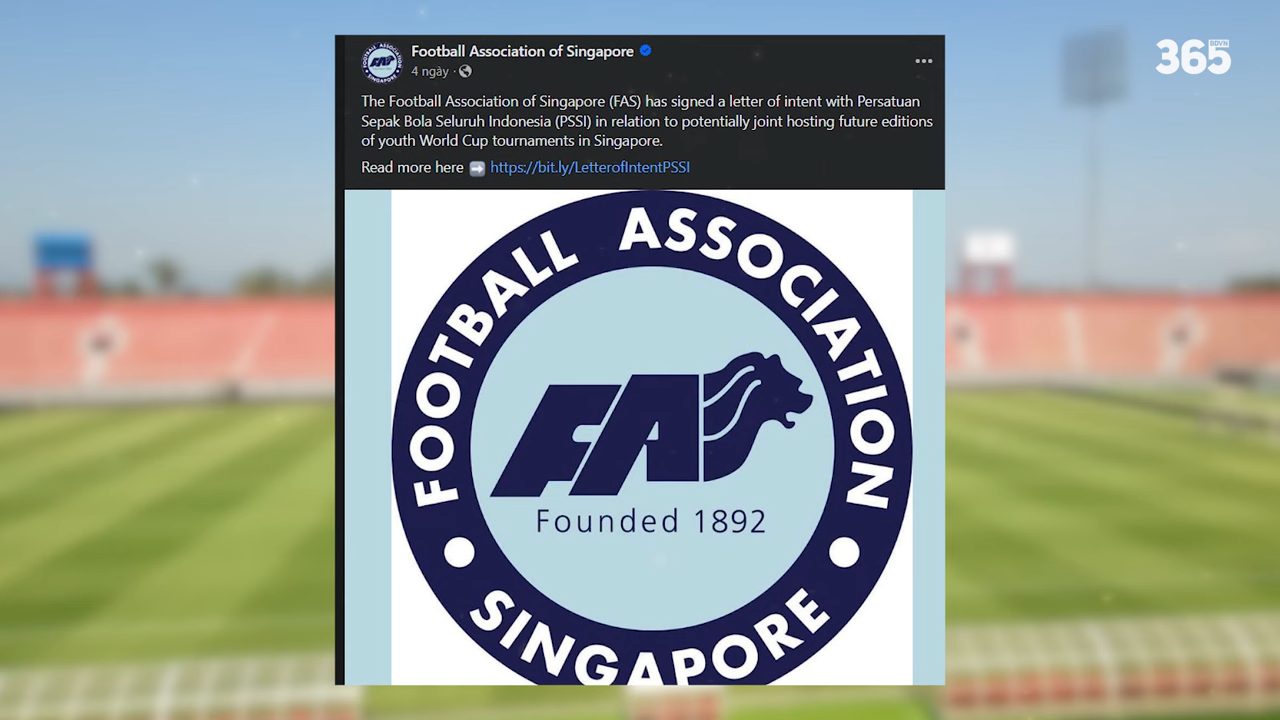 365
BDVN
Football Association of Singapore
4 ngày ·
The Football Association of Singapore (FAS) has signed a letter of intent with Persatuan
Sepak Bola Seluruh Indonesia (PSSI) in relation to potentially joint hosting future editions
of youth World Cup tournaments in Singapore.
Read more here ➡️ https://bit.ly/LetterofIntentPSSI
FOOTBALL ASSOCIATION
FAS
Founded 1892
SINGAPORE